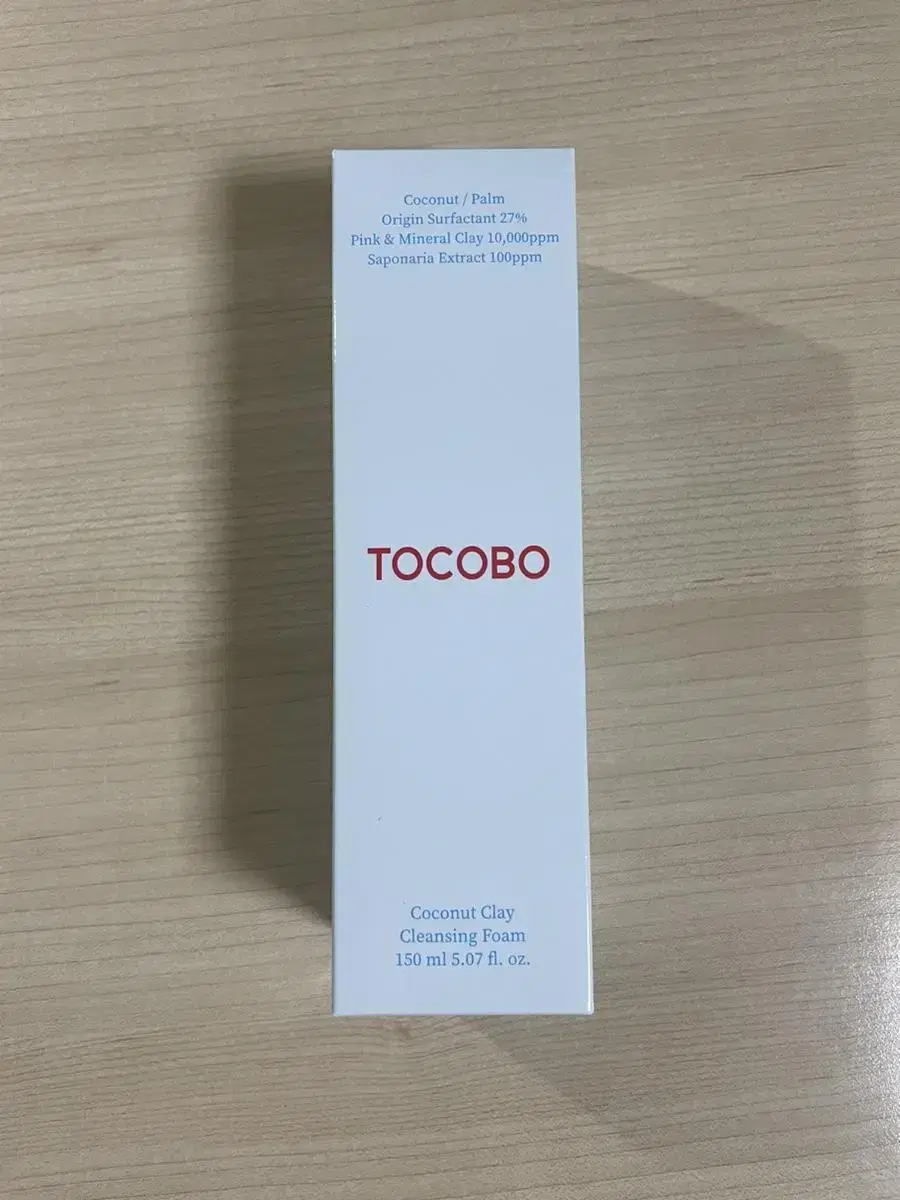 Coconut / Palm
Origin Surfactant 27%
Pink & Mineral Clay 10,000ppm
Saponaria Extract 100ppm
TOCOBO
Coconut Clay
Cleansing Foam
150 ml 5.07 fl. oz.